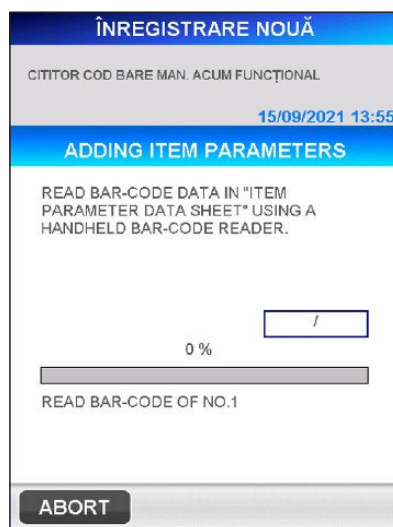 ÎNREGISTRARE NOUĂ
CITITOR COD BARE MAN. ACUM FUNCȚIONAL
15/09/2021 13:55
ADDING ITEM PARAMETERS
READ BAR-CODE DATA IN "ITEM
PARAMETER DATA SHEET" USING A
HANDHELD BAR-CODE READER.
/
0 %
READ BAR-CODE OF NO.1
ABORT